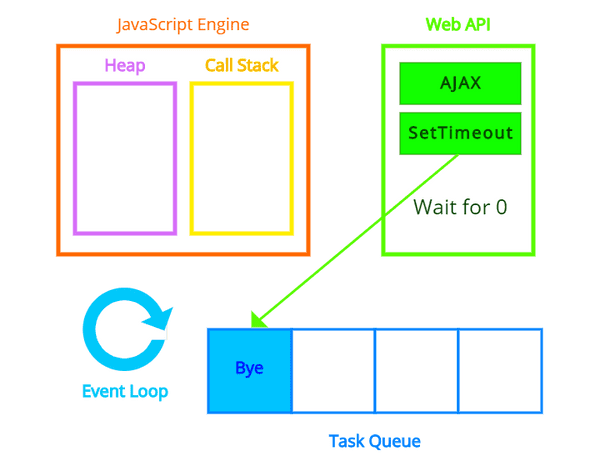 JavaScript Engine
Web API
Heap
Call Stack
AJAX
SetTimeout
Wait for 0
Event Loop
Bye
Task Queue